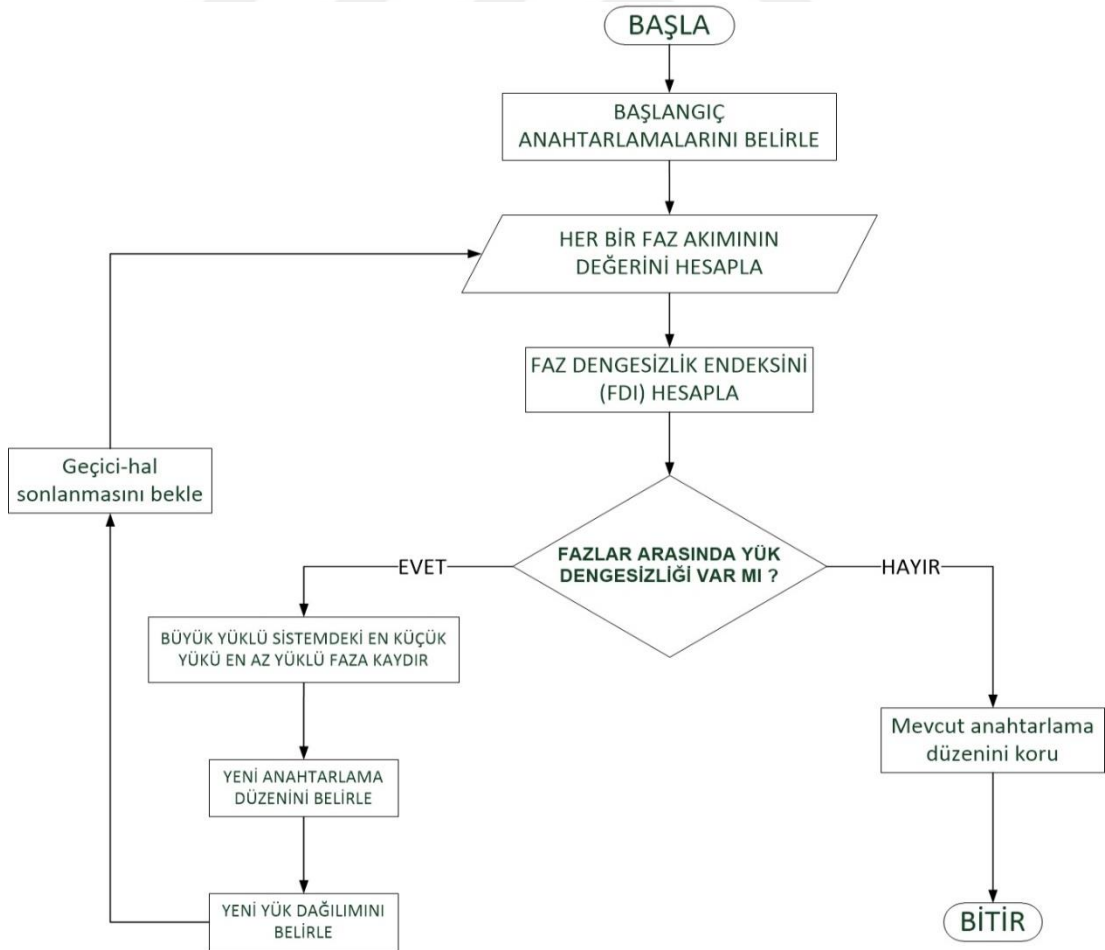 BAŞLA
BAŞLANGIÇ
ANAHTARLAMALARINI BELİRLE
HER BİR FAZ AKIMININ
DEĞERİNİ HESAPLA
FAZ DENGESİZLİK ENDEKSİNİ
(FDI) HESAPLA
FAZLAR ARASINDA YÜK
DENGESİZLİĞİ VAR MI ?
EVET
HAYIR
BÜYÜK YÜKLÜ SİSTEMDEKİ EN KÜÇÜK
YÜKÜ EN AZ YÜKLÜ FAZA KAYDIR
YENİ ANAHTARLAMA
DÜZENİNİ BELİRLE
YENİ YÜK DAĞILIMINI
BELİRLE
Geçici-hal
sonlanmasını bekle
Mevcut anahtarlama
düzenini koru
BİTİR